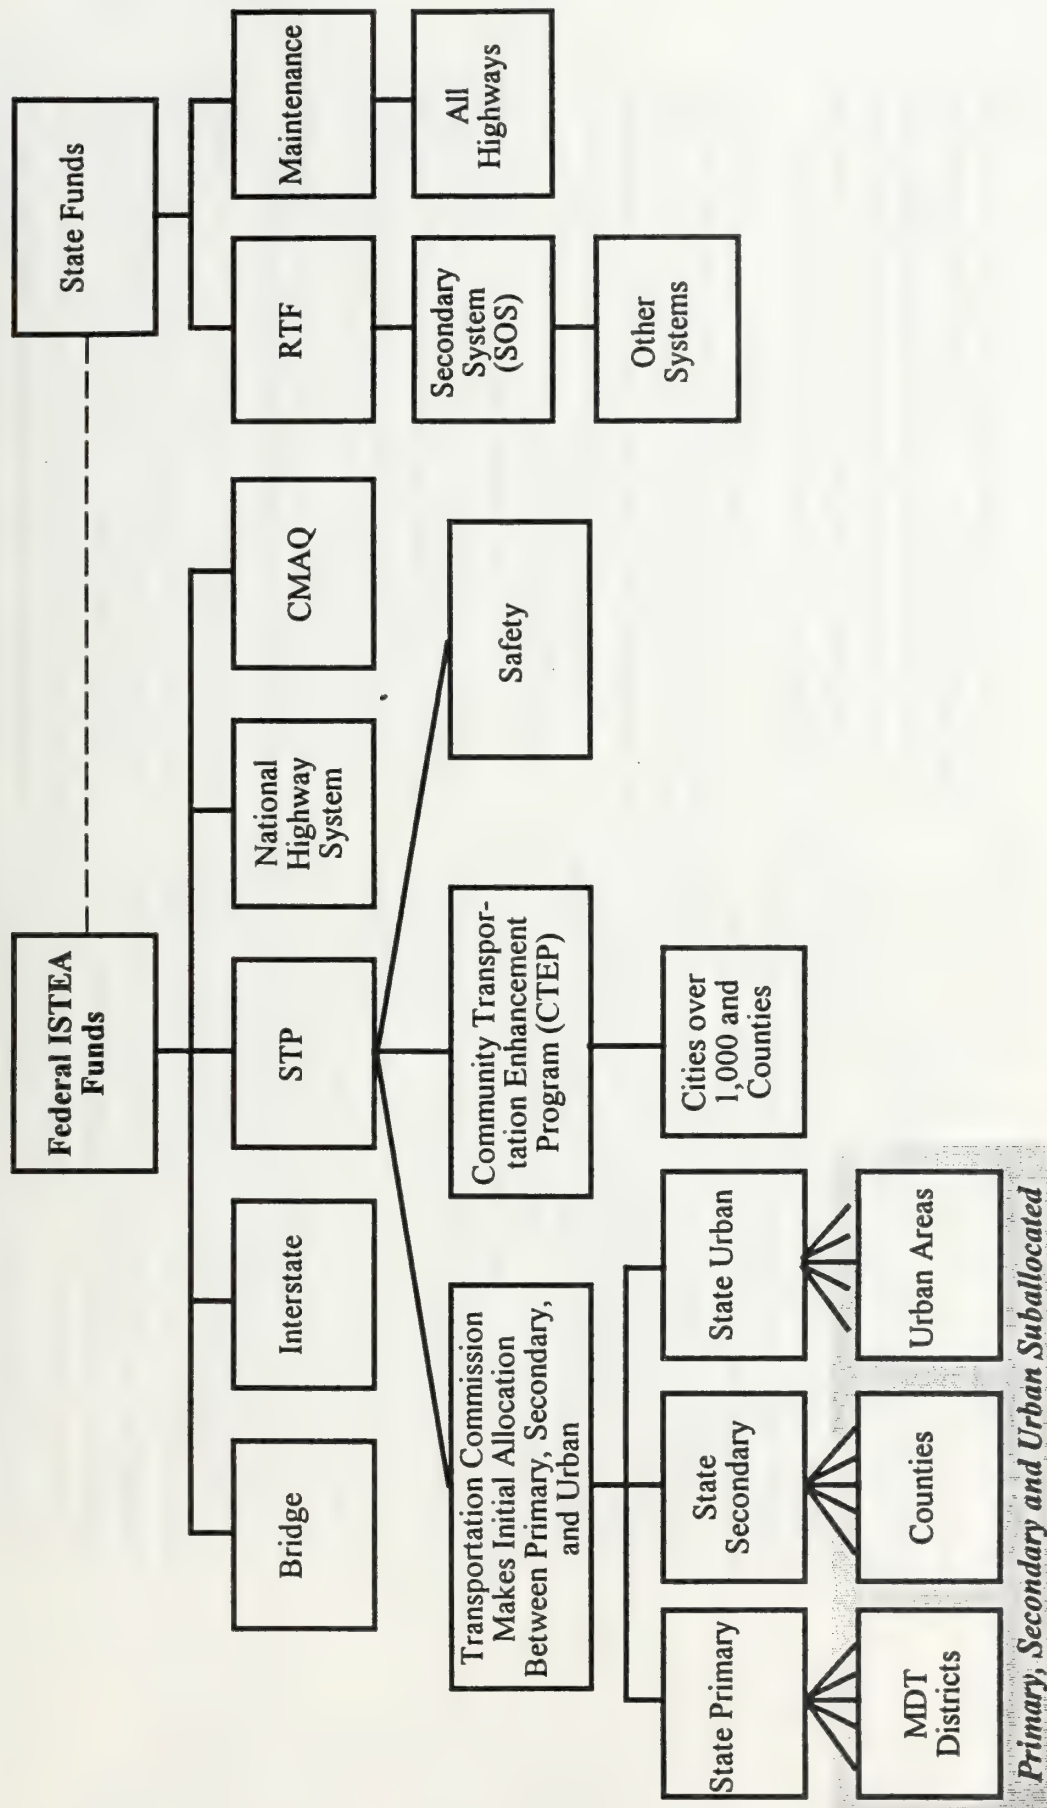 Federal ISTEA
Funds
State Funds
Bridge
Interstate
STP
National
Highway
System
CMAQ
RTF
Maintenance
Transportation Commission
Makes Initial Allocation
Between Primary, Secondary,
and Urban
Community Transpor-
tation Enhancement
Program (CTEP)
Safety
Secondary
System
(SOS)
All
Highways
State Primary
State
Secondary
State Urban
Cities over
1,000 and
Counties
Other
Systems
MDT
Districts
Counties
Urban Areas
Primary, Secondary and Urban Suballocated